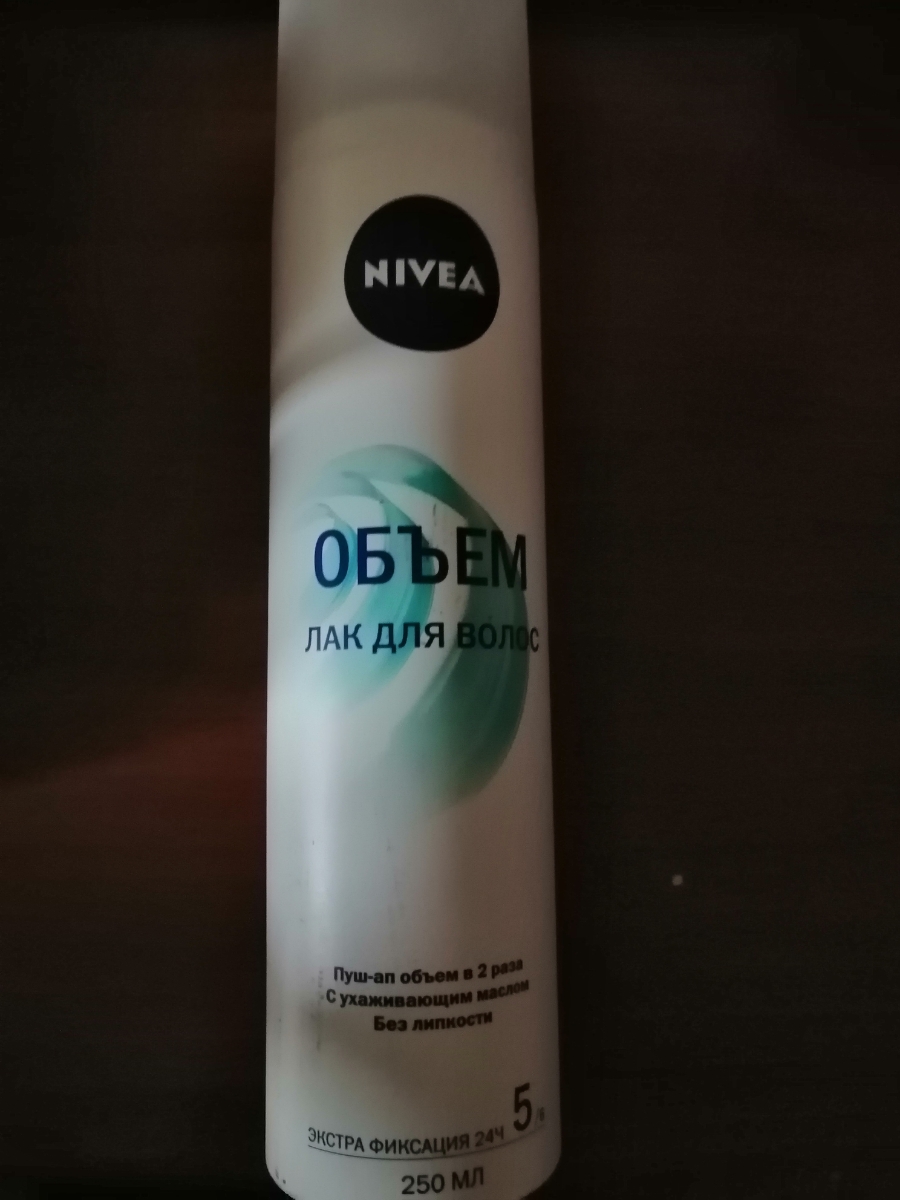 NIVEA
ОБЪЕМ
ЛАК ДЛЯ ВОЛОС
Пуш-ап объем в 2 раза
С ухаживающим маслом
Без липкости
ЭКСТРА ФИКСАЦИЯ 24Ч 5/6
250 МЛ